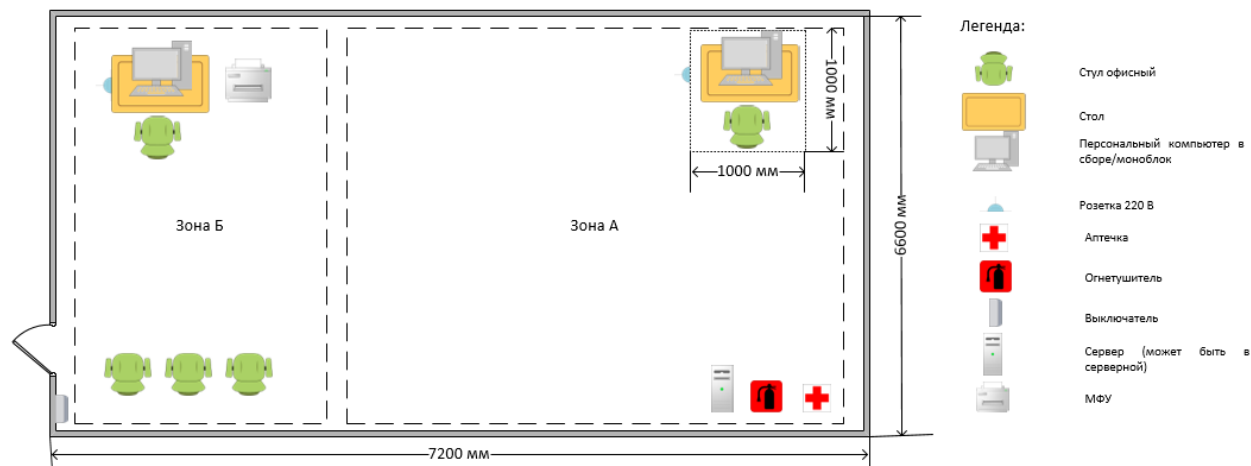 Легенда:
Стул офисный
Стол
Персональный компьютер в
сборе/моноблок
Розетка 220 В
Аптечка
Огнетушитель
Выключатель
Сервер (может быть в
серверной)
МФУ
Зона Б
Зона А
1000 мм
1000 мм
6600 мм
7200 мм